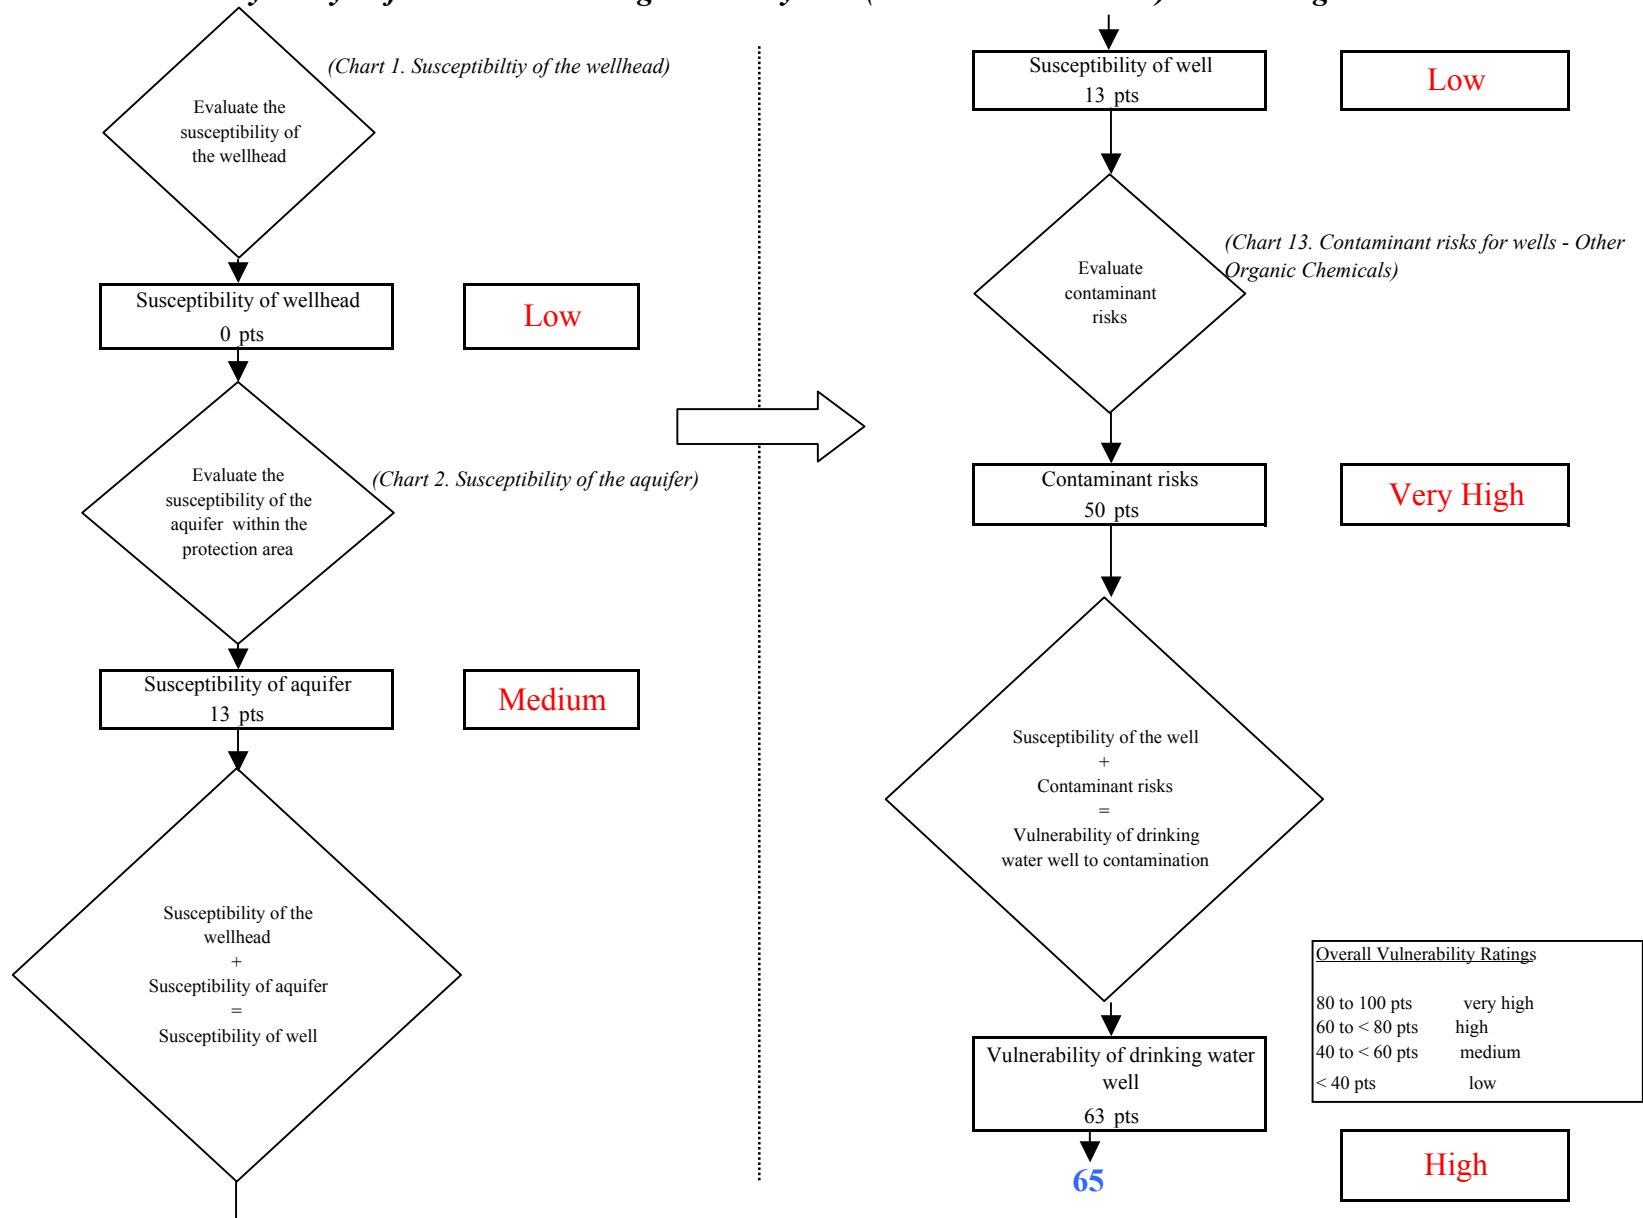 (Chart 1. Susceptibiltiy of the wellhead)
Evaluate the
susceptibility of
the wellhead
Susceptibility of wellhead
0 pts
Low
Evaluate the
susceptibility of the
aquifer within the
protection area
(Chart 2. Susceptibility of the aquifer)
Susceptibility of aquifer
13 pts
Medium
Susceptibility of the
wellhead
+
Susceptibility of aquifer
=
Susceptibility of well
Susceptibility of well
13 pts
Low
Evaluate
contaminant
risks
(Chart 13. Contaminant risks for wells - Other
Organic Chemicals)
Contaminant risks
50 pts
Very High
Susceptibility of the well
+
Contaminant risks
=
Vulnerability of drinking
water well to contamination
Overall Vulnerability Ratings
80 to 100 pts very high
60 to < 80 pts high
40 to < 60 pts medium
< 40 pts low
Vulnerability of drinking water
well
63 pts
65
High